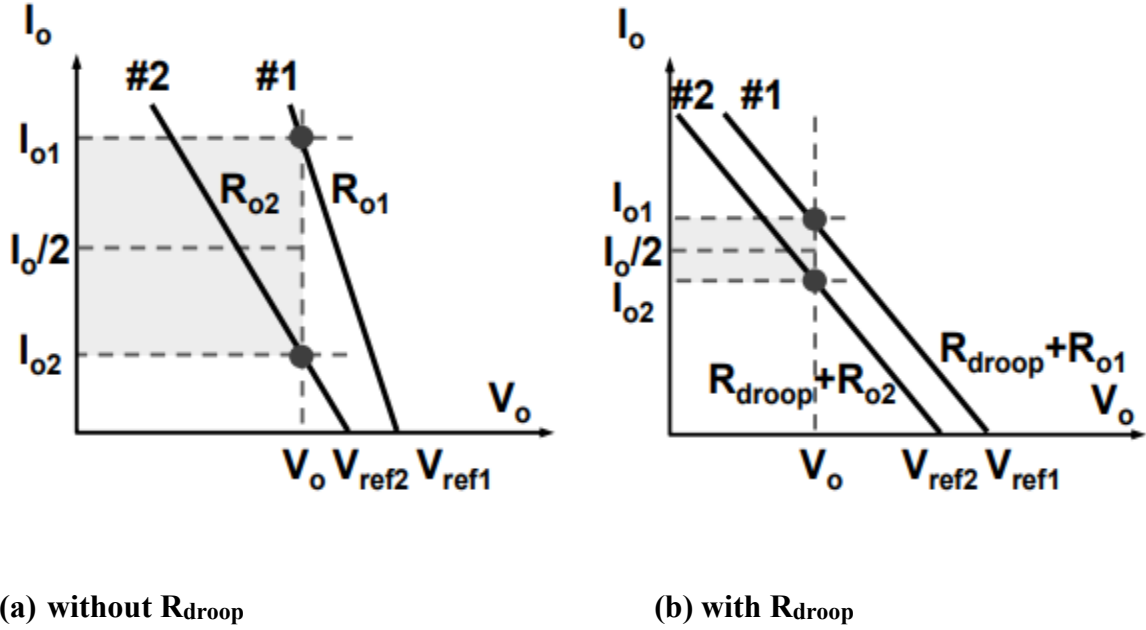 Io
#2 #1
Io1
Ro2 Ro1
Io/2
Io2
Vo
Vo Vref2 Vref1
(a) without Rdroop
Io
#2 #1
Io1
Io/2
Io2
Rdroop+Ro1
Rdroop+Ro2
Vo
Vo Vref2 Vref1
(b) with Rdroop